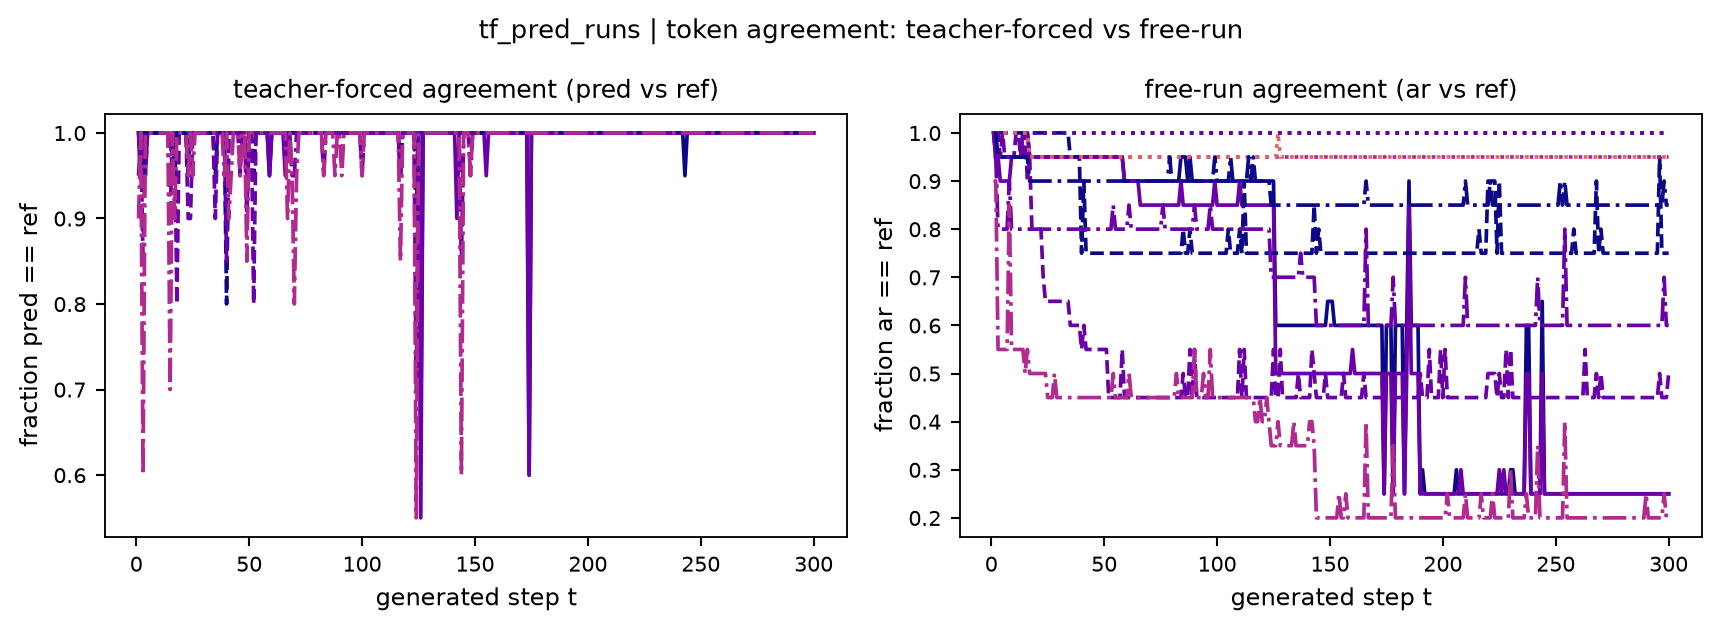 tf_pred_runs | token agreement: teacher-forced vs free-run
teacher-forced agreement (pred vs ref)
fraction pred == ref
1.0
0.9
0.8
0.7
0.6
0 50 100 150 200 250 300
generated step t
free-run agreement (ar vs ref)
fraction ar == ref
1.0
0.9
0.8
0.7
0.6
0.5
0.4
0.3
0.2
0 50 100 150 200 250 300
generated step t